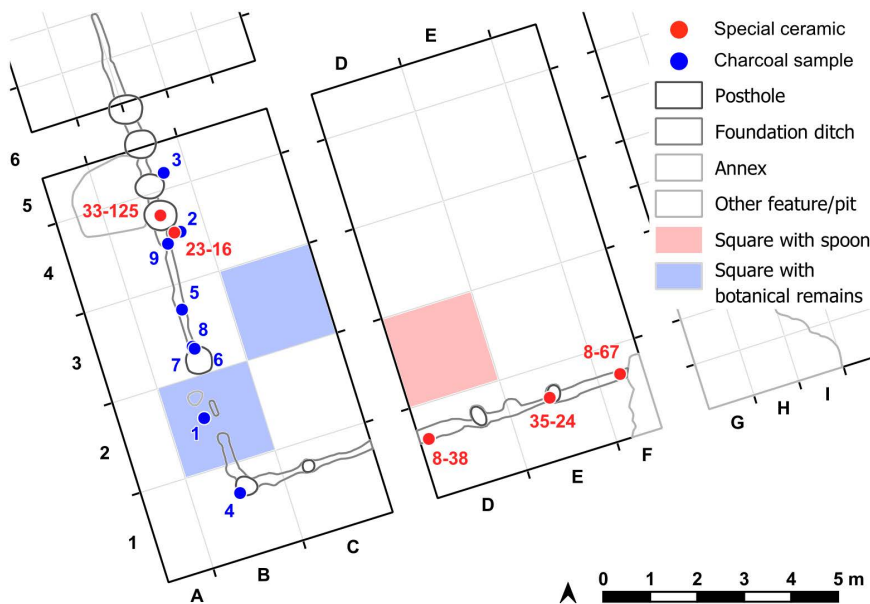 D
E
Special ceramic
Charcoal sample
Posthole
Foundation ditch
Annex
Other feature/pit
Square with spoon
Square with
botanical remains
6
3
5
33-125
2
23-16
4
9
5
8
3
7
6
8-67
1
35-24
2
8-38
F
G
H
I
4
D
E
1
C
B
A
0 1 2 3 4 5 m